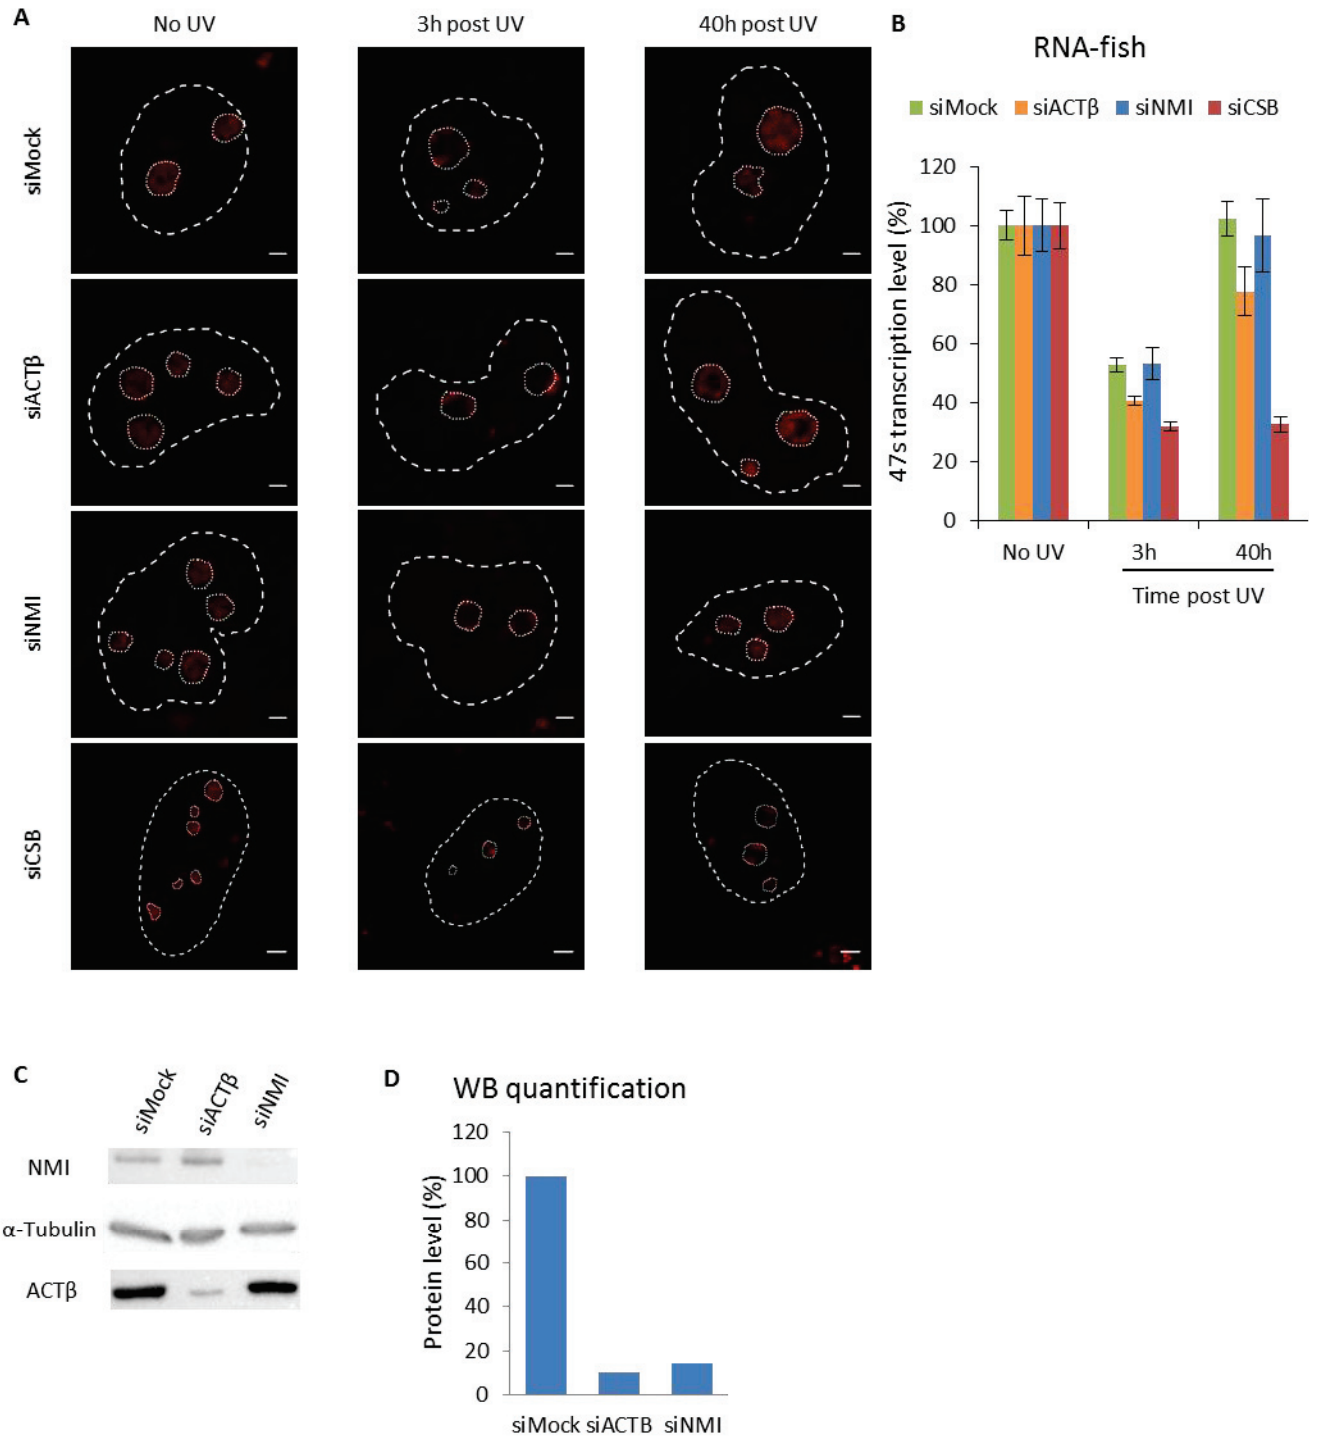 A
No UV
3h post UV
40h post UV
siMock
siACTβ
siNMI
siCSB
B
RNA-fish
siMock siACTβ siNMI siCSB
47s transcription level (%)
120
100
80
60
40
20
0
No UV 3h 40h
Time post UV
C
siMock siACTβ siNMI
NMI
α-Tubulin
ACTβ
D
WB quantification
Protein level (%)
120
100
80
60
40
20
0
siMock siACTB siNMI